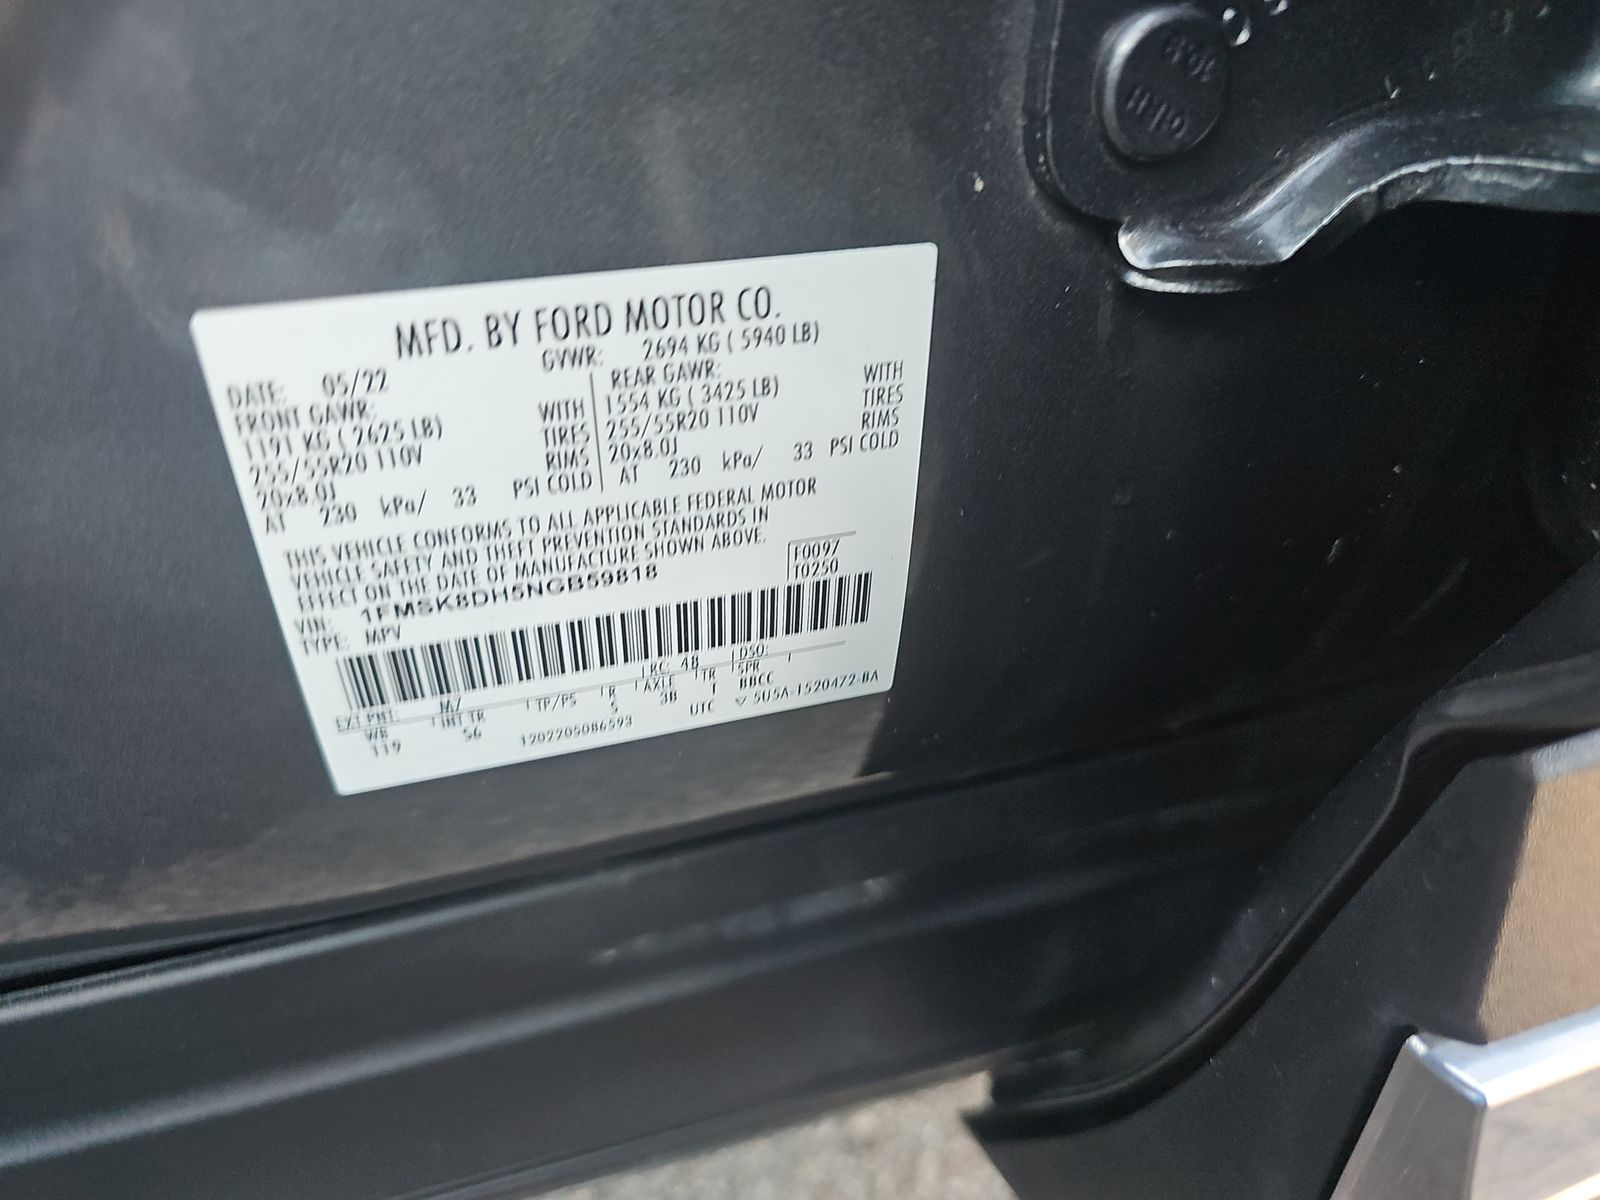 MFD. BY FORD MOTOR CO.
DATE: 05/22 GVWR: 2694 KG ( 5940 LB)
FRONT GAWR: REAR GAWR:
1191 KG ( 2625 LB) WITH 1554 KG ( 3425 LB) WITH
255/55R20 110V TIRES 255/55R20 110V TIRES
20x8.0J RIMS 20x8.0J RIMS
AT 230 kPa/ 33 PSI COLD AT 230 kPa/ 33 PSI COLD
THIS VEHICLE CONFORMS TO ALL APPLICABLE FEDERAL MOTOR
VEHICLE SAFETY AND THEFT PREVENTION STANDARDS IN
EFFECT ON THE DATE OF MANUFACTURE SHOWN ABOVE.
VIN: 1FMSK8DH5NGB59818 F009/
TYPE: MPV T0250
EXT PNT: M7 RC: 48 DSO:
WB INT TR TP/PS R AXLE TR SPR
119 S6 5 3B 1 BBCC
1202205086593 UTC 5U5A-1520472-BA